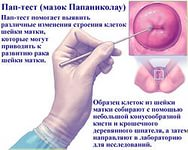 Пап-тест (мазок Папаниколау)
Пап-тест помогает выявить
различные изменения строения клеток
шейки матки,
которые могут
приводить к
развитию рака
шейки матки.
Образец клеток из шейки
матки собирают с помощью
небольшой конусообразной
кисти и крошечного
деревянного шпателя, а затем
направляют в лабораторию
для исследований.